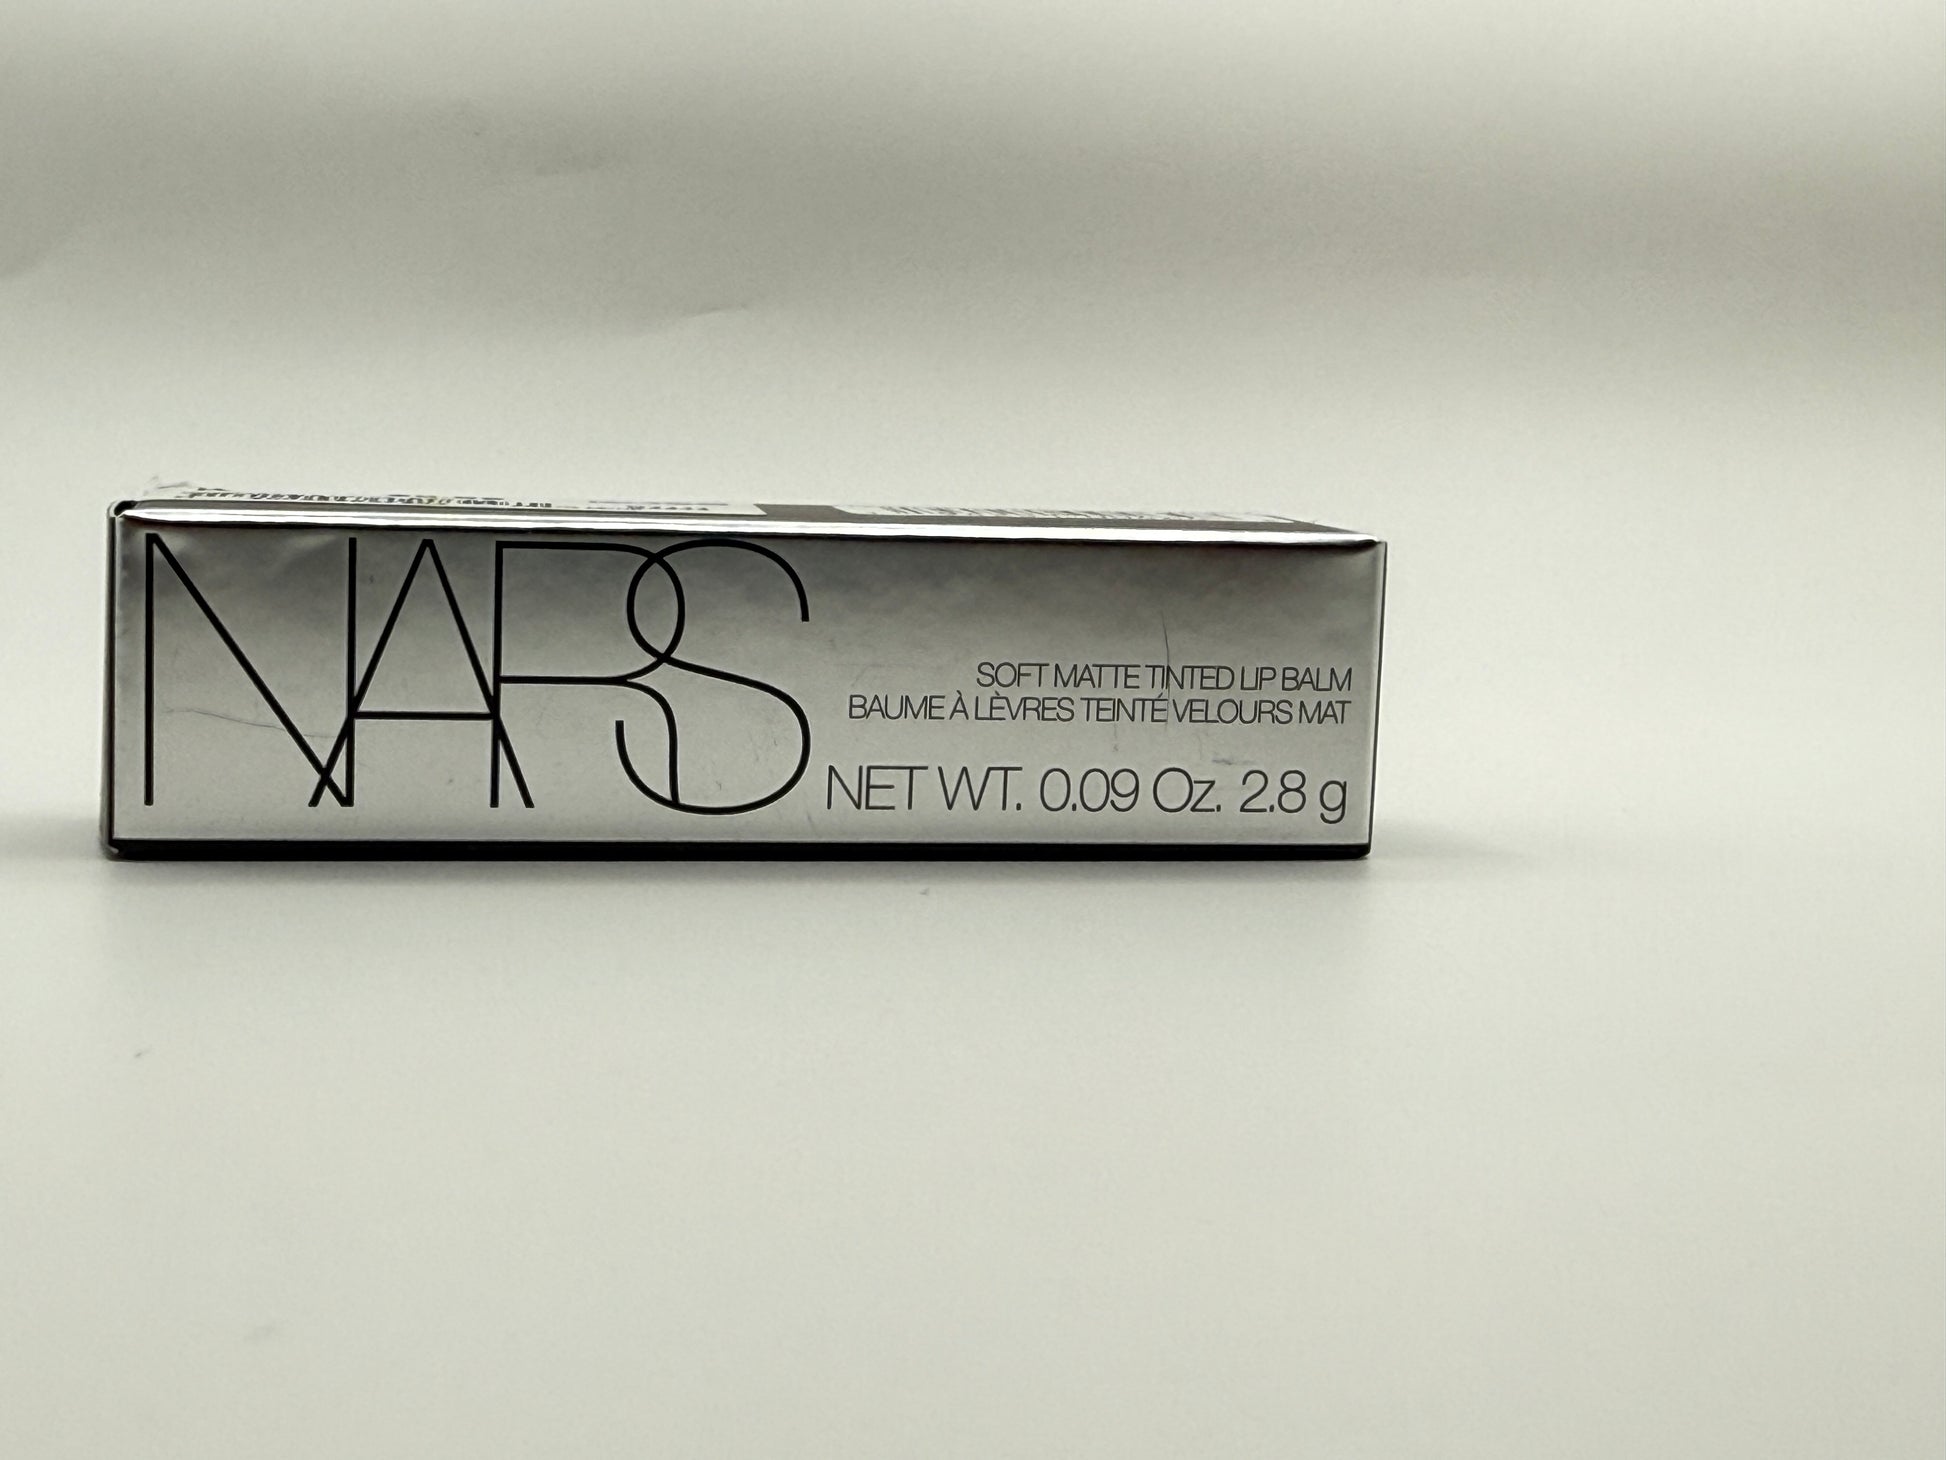 NARS
SOFT MATTE TINTED LIP BALM
BAUME À LÈVRES TEINTÉ VELOURS MAT
NET WT. 0.09 Oz. 2.8 g